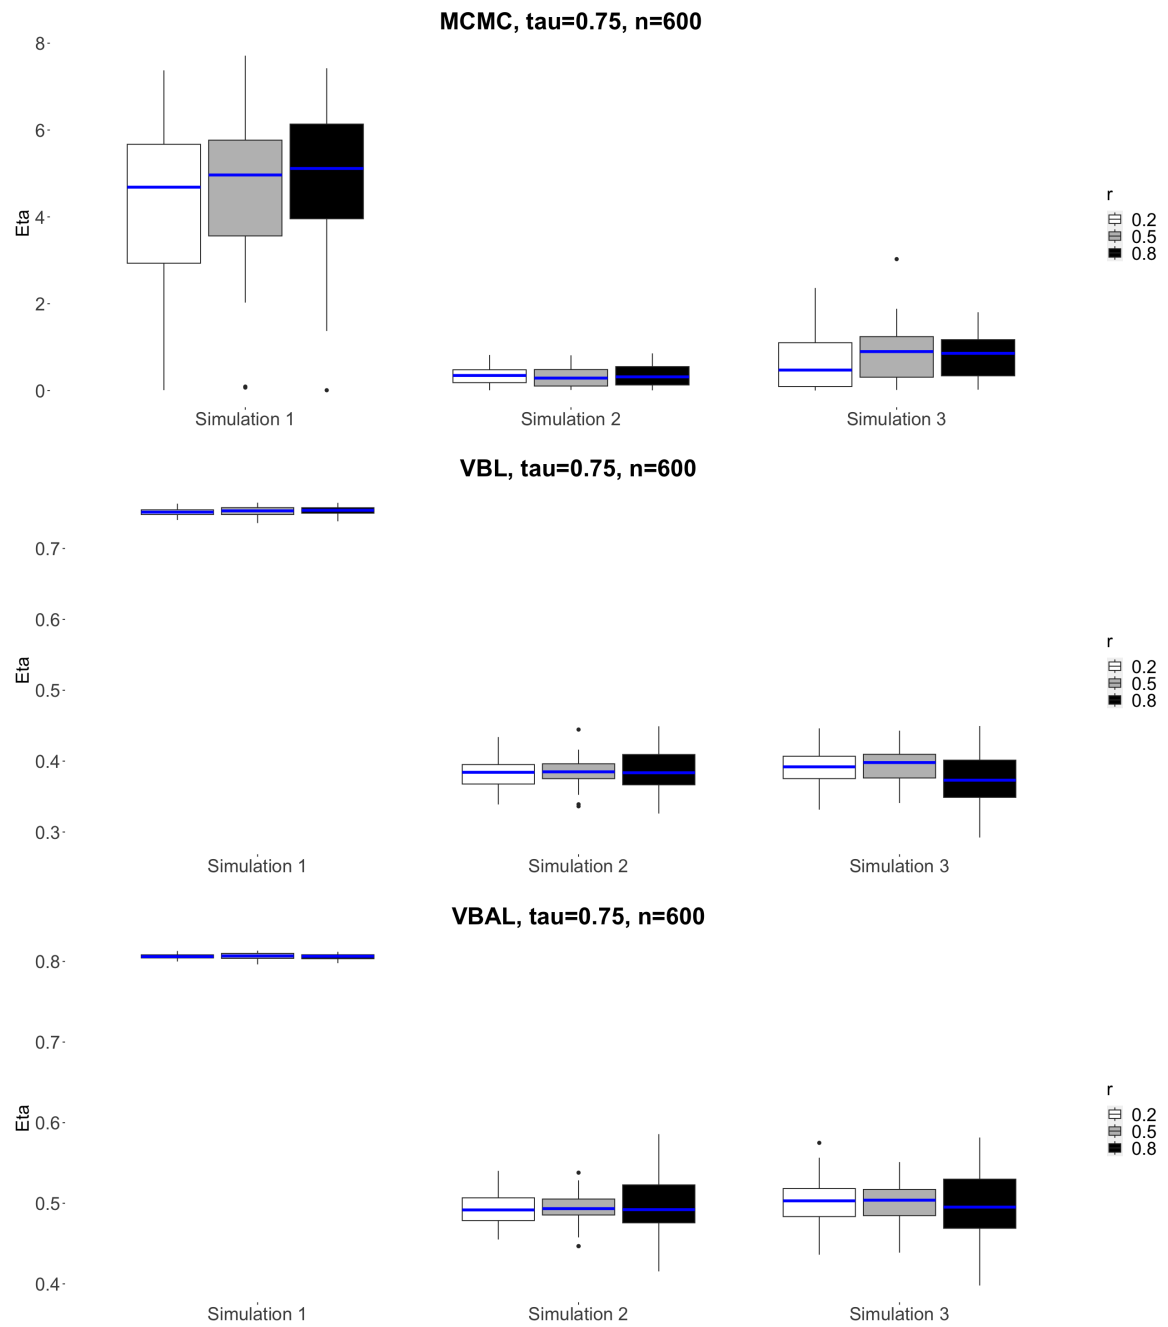 MCMC, tau=0.75, n=600
8
6
4
2
0
Eta
Simulation 1
Simulation 2
Simulation 3
r
0.2
0.5
0.8
VBL, tau=0.75, n=600
0.7
0.6
0.5
0.4
0.3
Eta
Simulation 1
Simulation 2
Simulation 3
r
0.2
0.5
0.8
VBAL, tau=0.75, n=600
0.8
0.7
0.6
0.5
0.4
Eta
Simulation 1
Simulation 2
Simulation 3
r
0.2
0.5
0.8